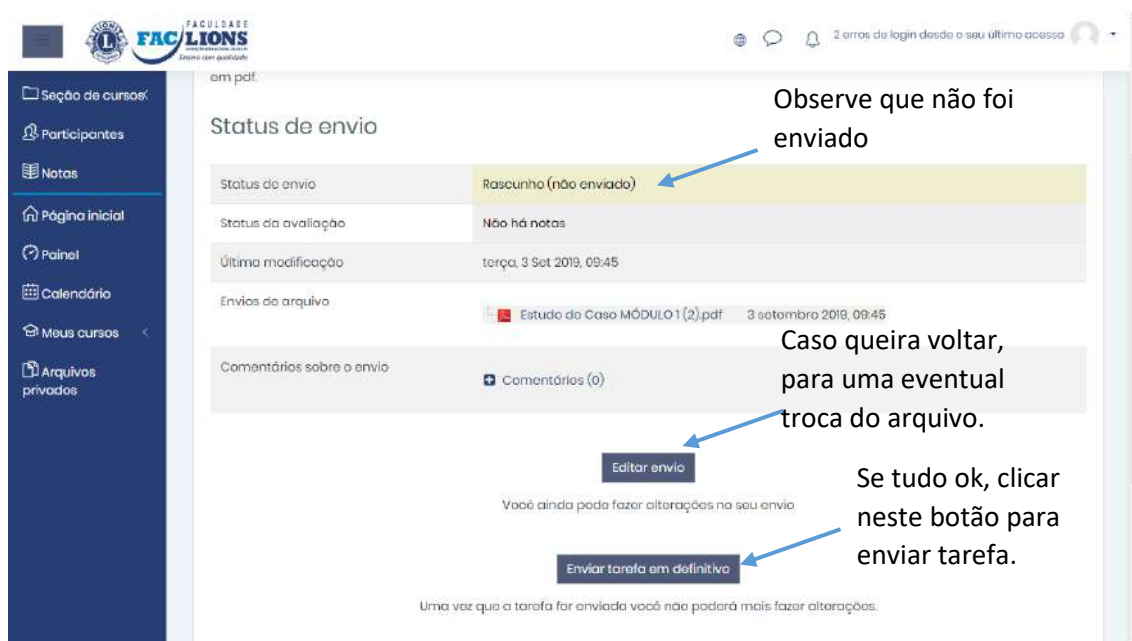 FACULDADE
FAC LIONS
Ensino com qualidade
2 erros de login desde o seu último acesso
Seção de cursos
Participantes
Notas
Página inicial
Painel
Calendário
Meus cursos
Arquivos
privados
em pdf.
Status de envio
Observe que não foi
enviado
Status de envio Rascunho (não enviado)
Status da avaliação Não há notas
Última modificação terça, 3 Set 2019, 09:45
Envios de arquivo Estudo de Caso MÓDULO 1 (2).pdf 3 setembro 2019, 09:45
Comentários sobre o envio Comentários (0)
Caso queira voltar,
para uma eventual
troca do arquivo.
Editar envio
Você ainda pode fazer alterações no seu envio
Se tudo ok, clicar
neste botão para
enviar tarefa.
Enviar tarefa em definitivo
Uma vez que a tarefa for enviada você não poderá mais fazer alterações.